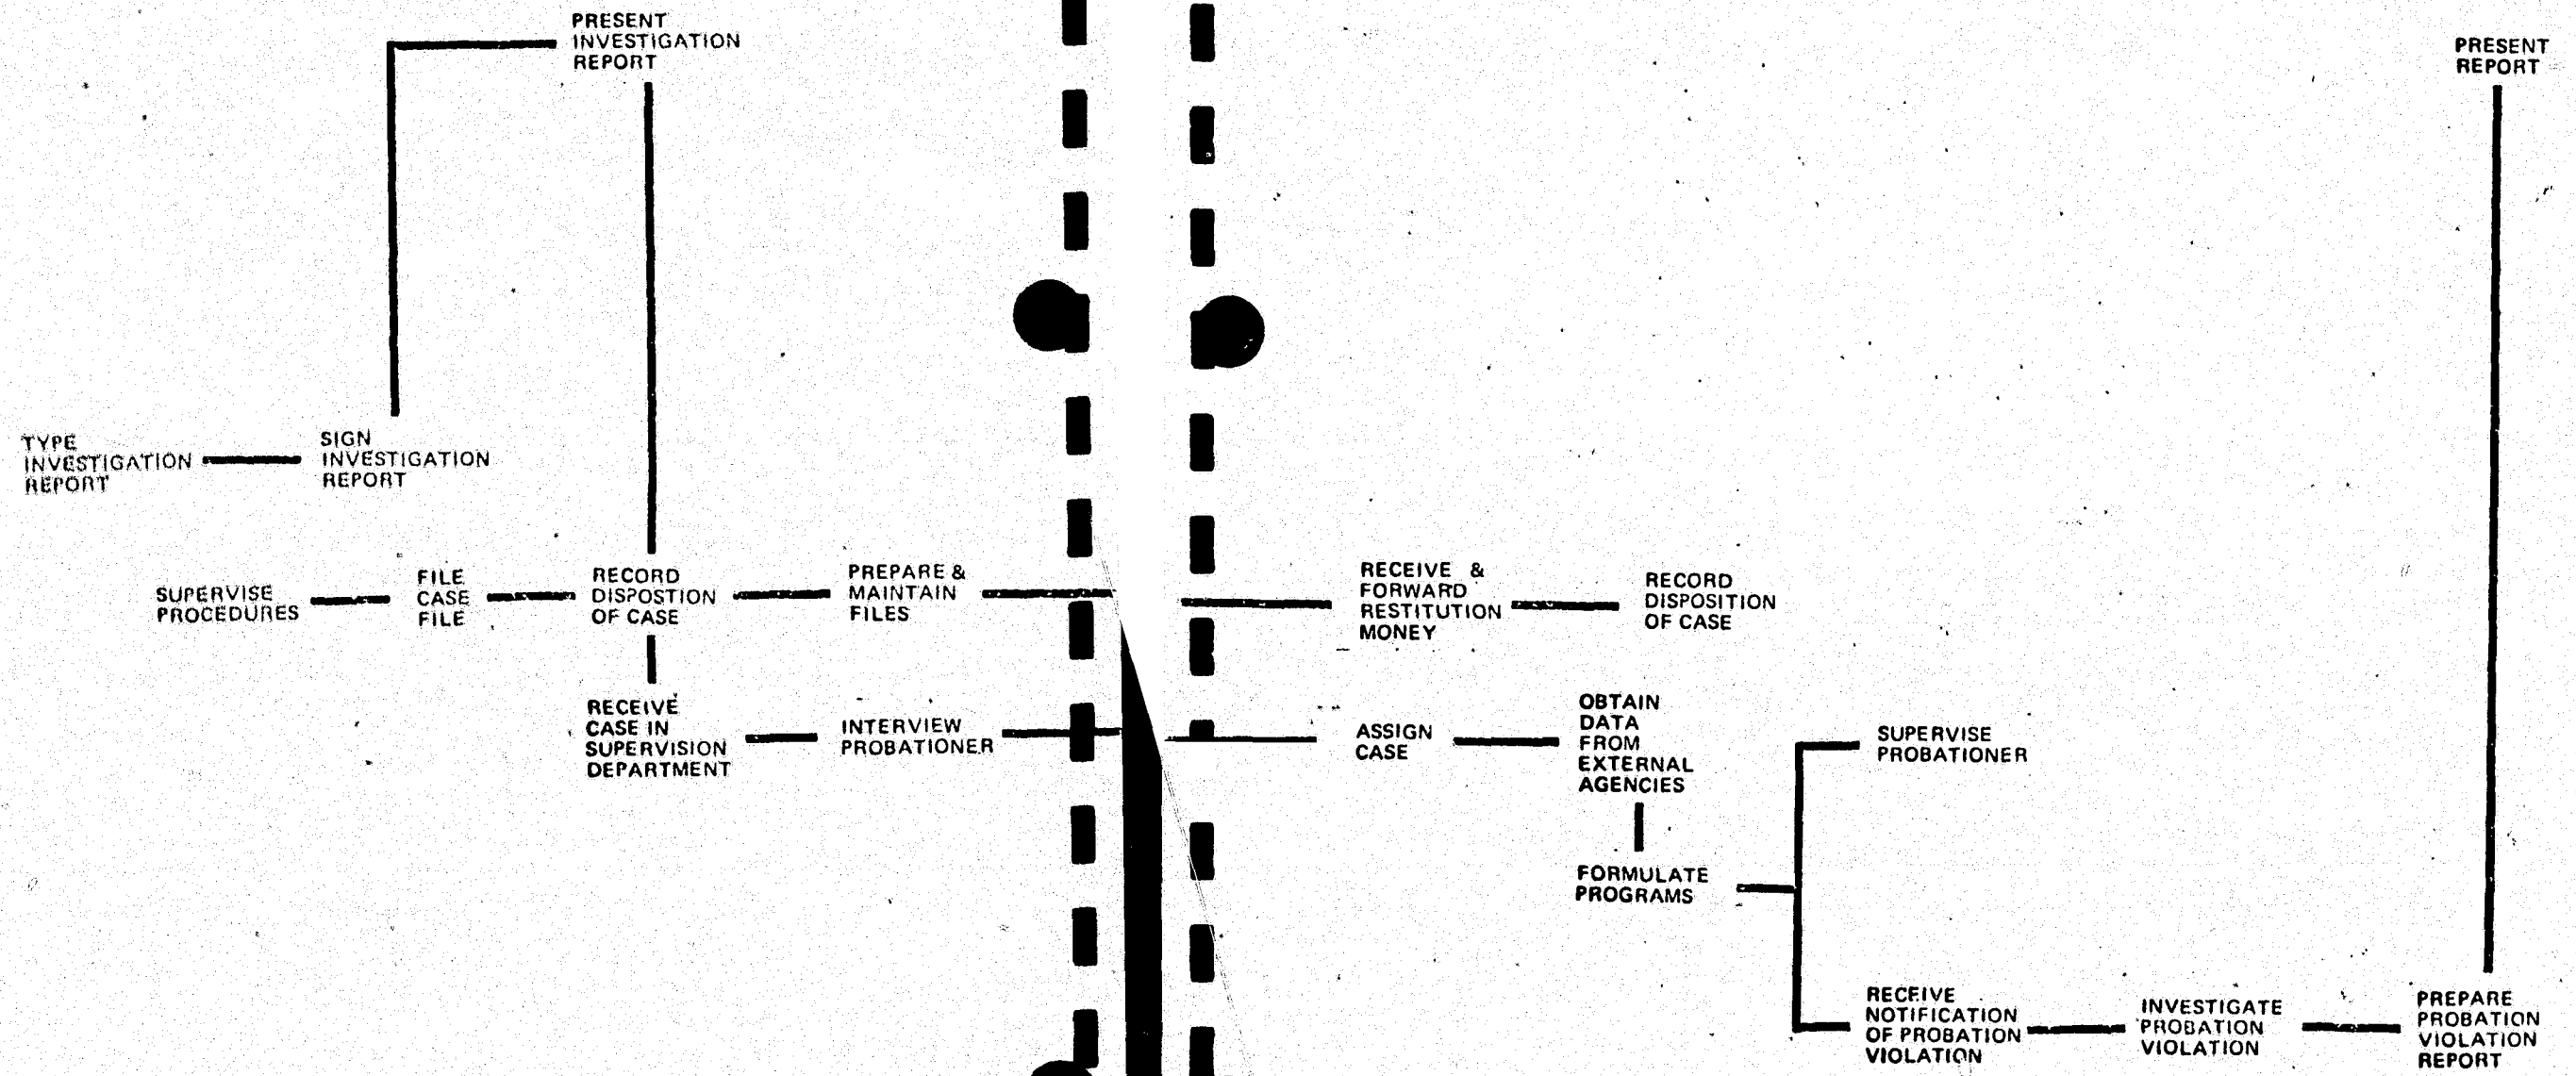 PRESENT
INVESTIGATION
REPORT
TYPE
INVESTIGATION
REPORT
SIGN
INVESTIGATION
REPORT
SUPERVISE
PROCEDURES
FILE
CASE
FILE
RECORD
DISPOSTION
OF CASE
PREPARE &
MAINTAIN
FILES
RECEIVE
CASE IN
SUPERVISION
DEPARTMENT
INTERVIEW
PROBATIONER
PRESENT
REPORT
RECEIVE &
FORWARD
RESTITUTION
MONEY
RECORD
DISPOSITION
OF CASE
ASSIGN
CASE
OBTAIN
DATA
FROM
EXTERNAL
AGENCIES
SUPERVISE
PROBATIONER
FORMULATE
PROGRAMS
RECEIVE
NOTIFICATION
OF PROBATION
VIOLATION
INVESTIGATE
PROBATION
VIOLATION
PREPARE
PROBATION
VIOLATION
REPORT